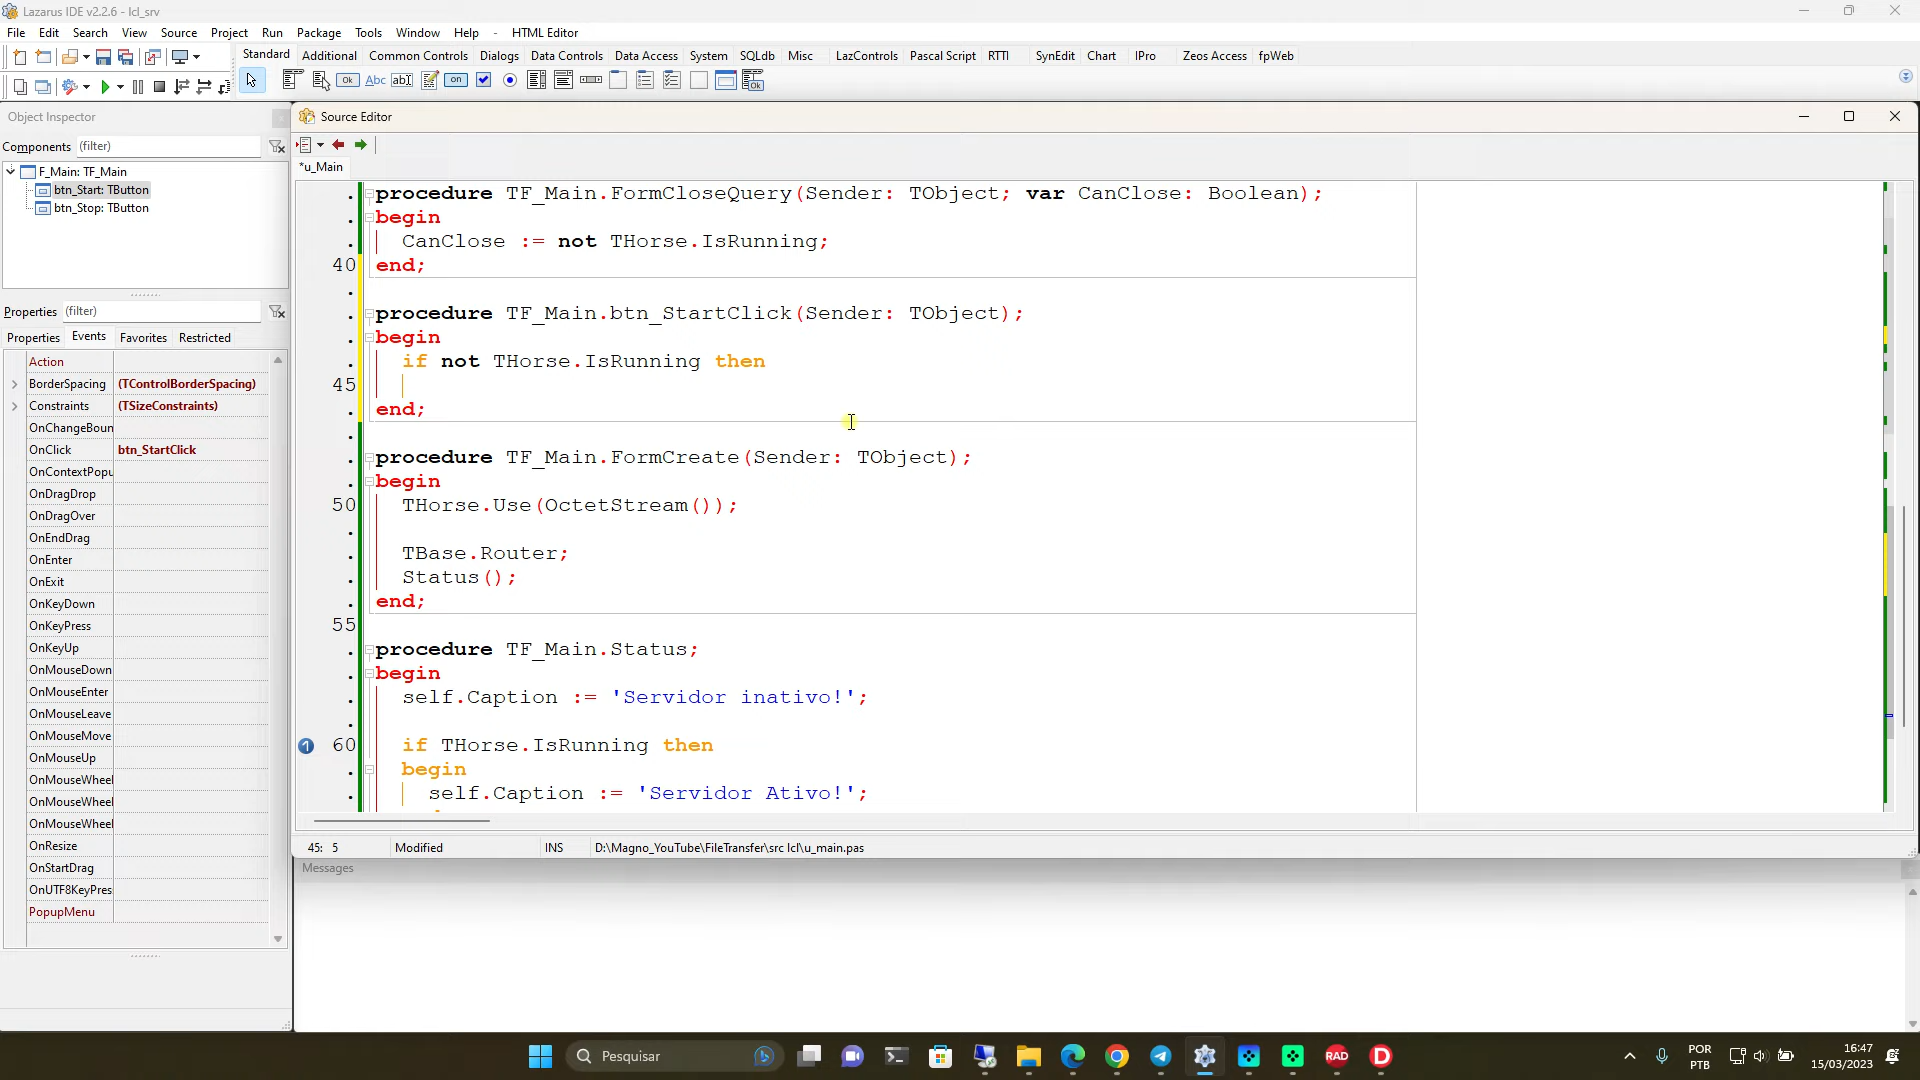 Lazarus IDE v2.2.6 - lcl_srv
File Edit Search View Source Project Run Package Tools Window Help - HTML Editor
Standard Additional Common Controls Dialogs Data Controls Data Access System SQLdb Misc LazControls Pascal Script RTTI SynEdit Chart IPro Zeos Access fpWeb
Ok Abc abI on Ok
Object Inspector
Components (filter)
F_Main: TF_Main
btn_Start: TButton
btn_Stop: TButton
Properties (filter)
Properties Events Favorites Restricted
Action
BorderSpacing (TControlBorderSpacing)
Constraints (TSizeConstraints)
OnChangeBoun
OnClick btn_StartClick
OnContextPopu
OnDragDrop
OnDragOver
OnEndDrag
OnEnter
OnExit
OnKeyDown
OnKeyPress
OnKeyUp
OnMouseDown
OnMouseEnter
OnMouseLeave
OnMouseMove
OnMouseUp
OnMouseWheel
OnMouseWheel
OnMouseWheel
OnResize
OnStartDrag
OnUTF8KeyPres
PopupMenu
Source Editor
*u_Main
procedure TF_Main.FormCloseQuery(Sender: TObject; var CanClose: Boolean);
begin
CanClose := not THorse.IsRunning;
40 end;
procedure TF_Main.btn_StartClick(Sender: TObject);
begin
if not THorse.IsRunning then
45
end;
procedure TF_Main.FormCreate(Sender: TObject);
begin
50 THorse.Use(OctetStream());
TBase.Router;
Status();
end;
55
procedure TF_Main.Status;
begin
self.Caption := 'Servidor inativo!';
1 60 if THorse.IsRunning then
begin
self.Caption := 'Servidor Ativo!';
45: 5 Modified INS D:\Magno_YouTube\FileTransfer\src lcl\u_main.pas
Messages
Pesquisar
RAD
D
POR
PTB
16:47
15/03/2023